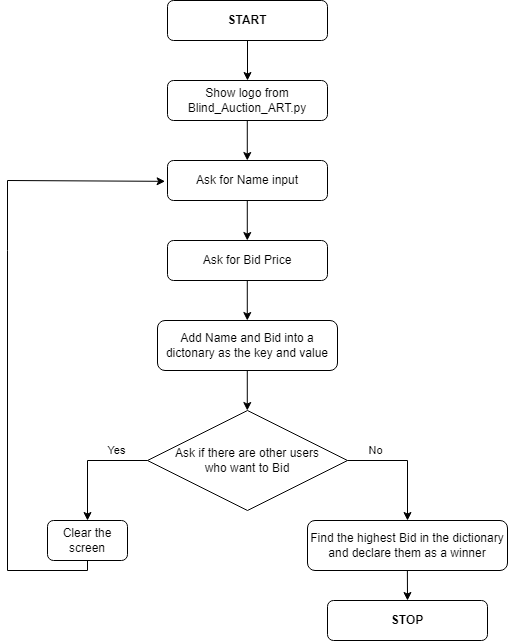 START
Show logo from
Blind_Auction_ART.py
Ask for Name input
Ask for Bid Price
Add Name and Bid into a
dictonary as the key and value
Ask if there are other users
who want to Bid
Yes
No
Clear the
screen
Find the highest Bid in the dictionary
and declare them as a winner
STOP